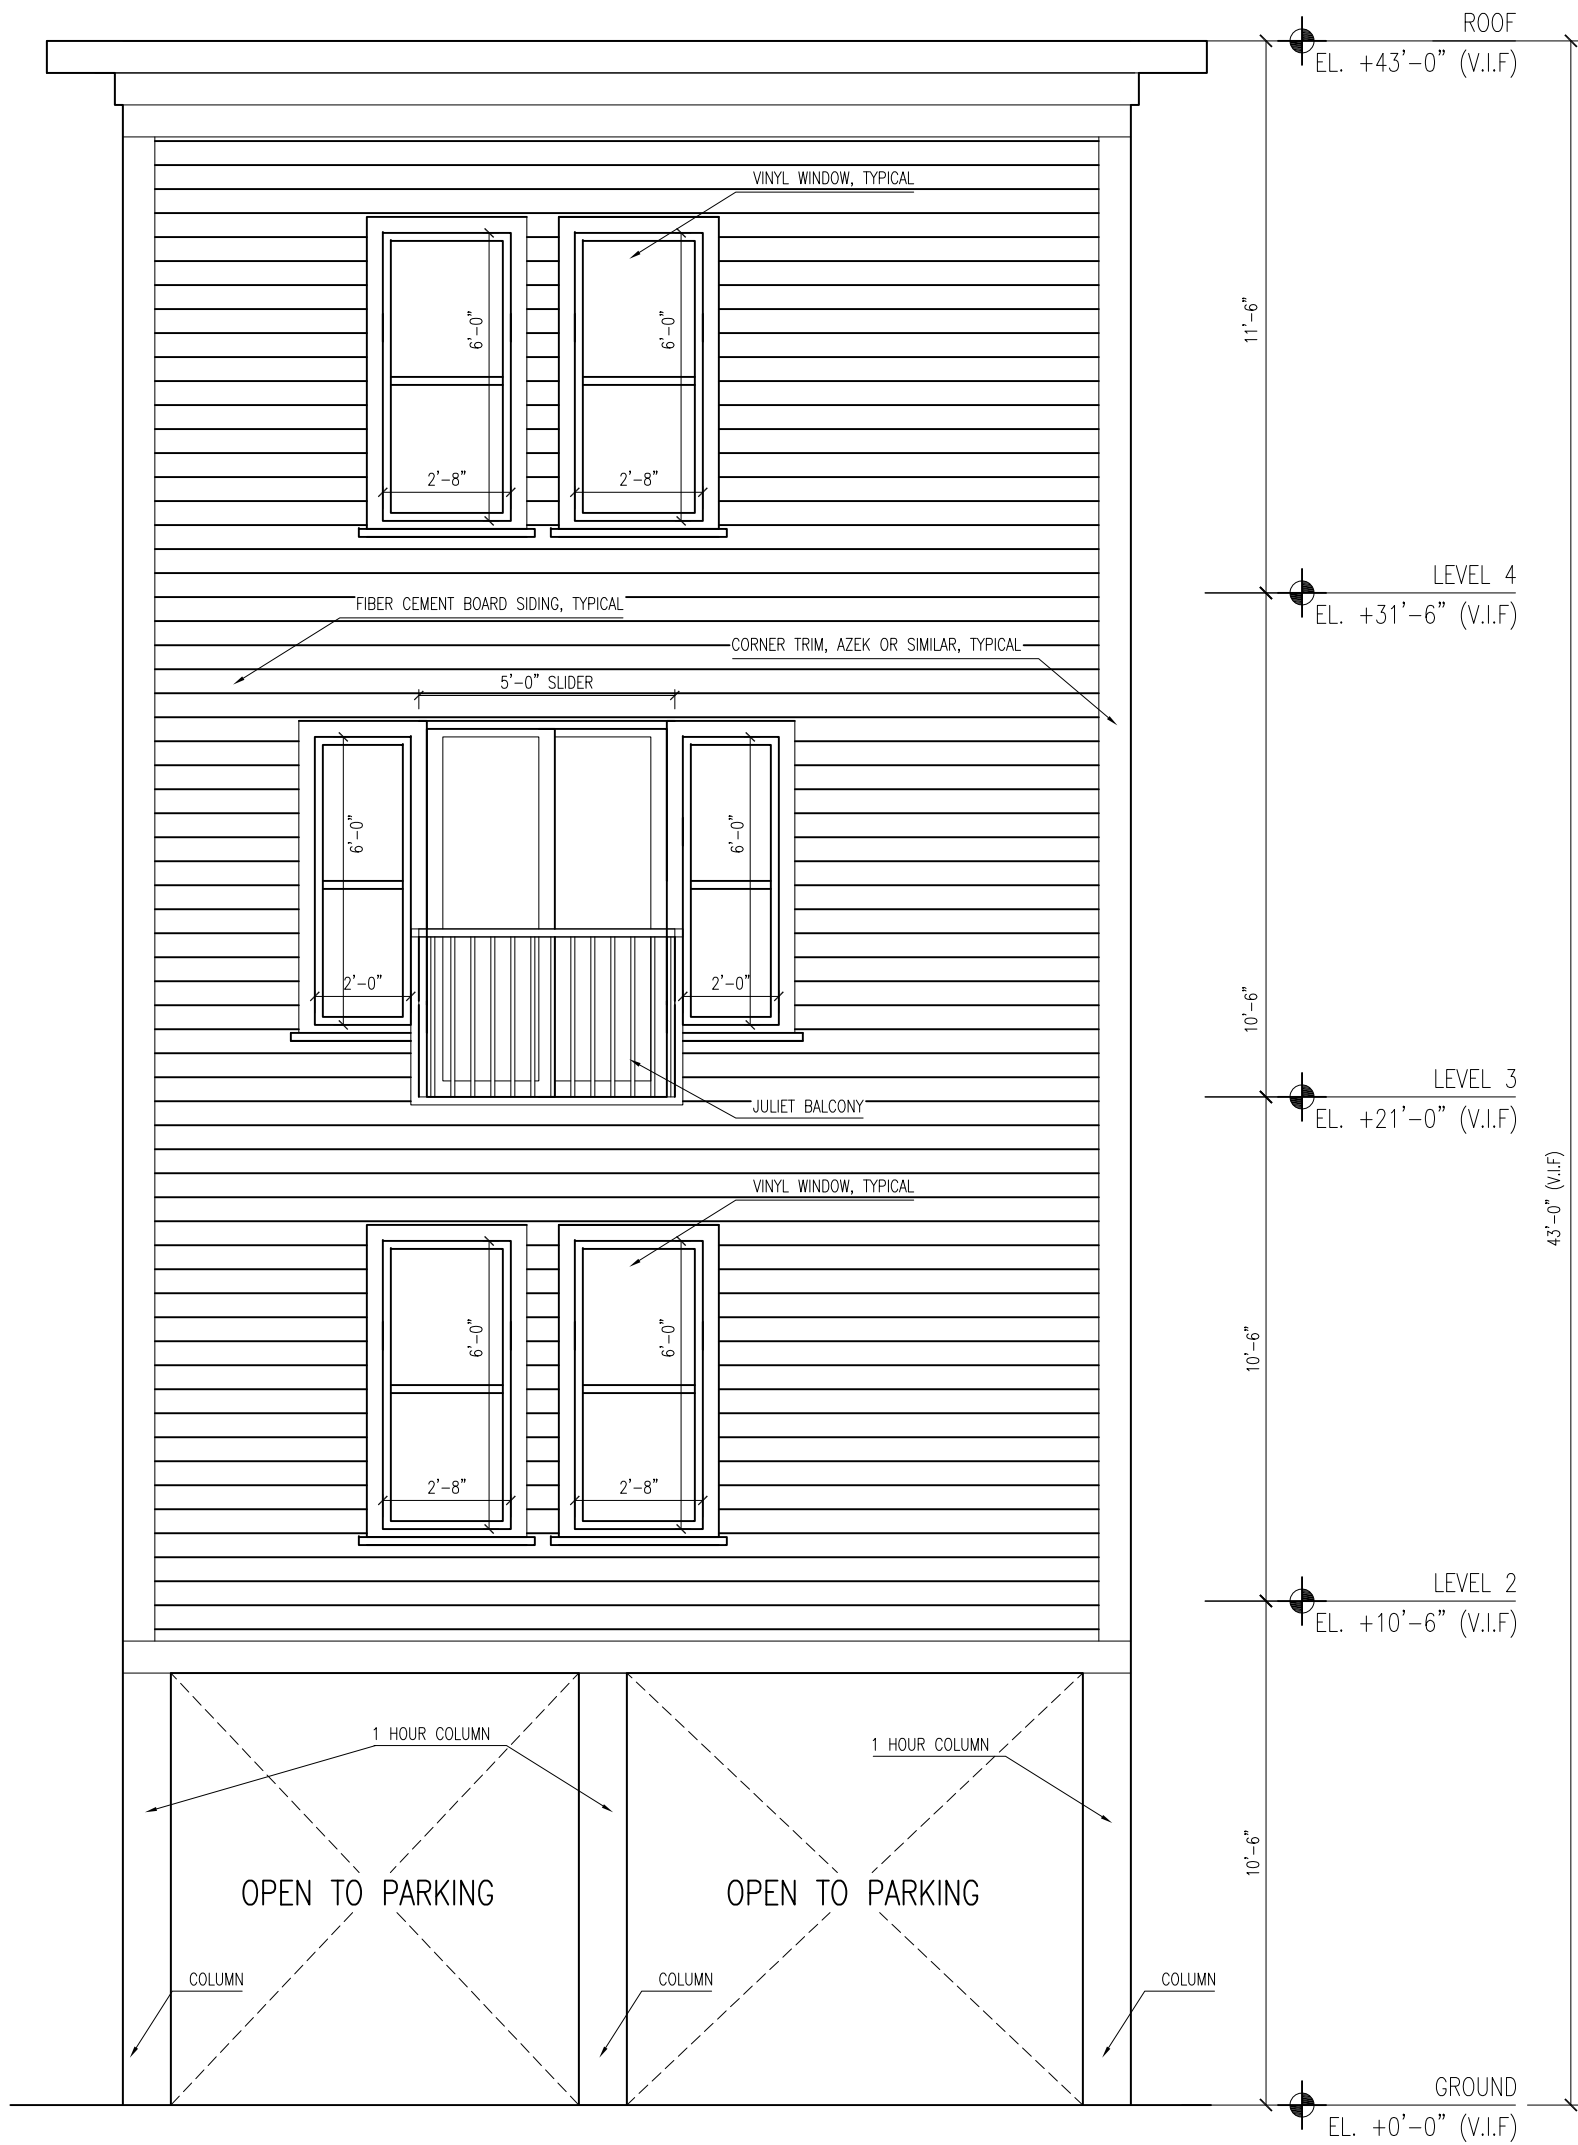 ROOF
EL. +43'-0" (V.I.F)
VINYL WINDOW, TYPICAL
11'-6"
6'-0"
6'-0"
2'-8"
2'-8"
LEVEL 4
EL. +31'-6" (V.I.F)
FIBER CEMENT BOARD SIDING, TYPICAL
CORNER TRIM, AZEK OR SIMILAR, TYPICAL
5'-0" SLIDER
6'-0"
6'-0"
2'-0"
2'-0"
10'-6"
LEVEL 3
EL. +21'-0" (V.I.F)
JULIET BALCONY
43'-0" (V.I.F)
VINYL WINDOW, TYPICAL
6'-0"
6'-0"
10'-6"
2'-8"
2'-8"
LEVEL 2
EL. +10'-6" (V.I.F)
1 HOUR COLUMN
1 HOUR COLUMN
10'-6"
OPEN TO PARKING
OPEN TO PARKING
COLUMN
COLUMN
COLUMN
GROUND
EL. +0'-0" (V.I.F)